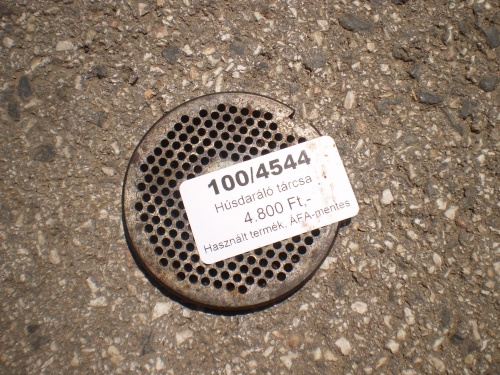 100/4544
Húsdaráló tárcsa
4.800 Ft,-
Használt termék, ÁFA-mentes